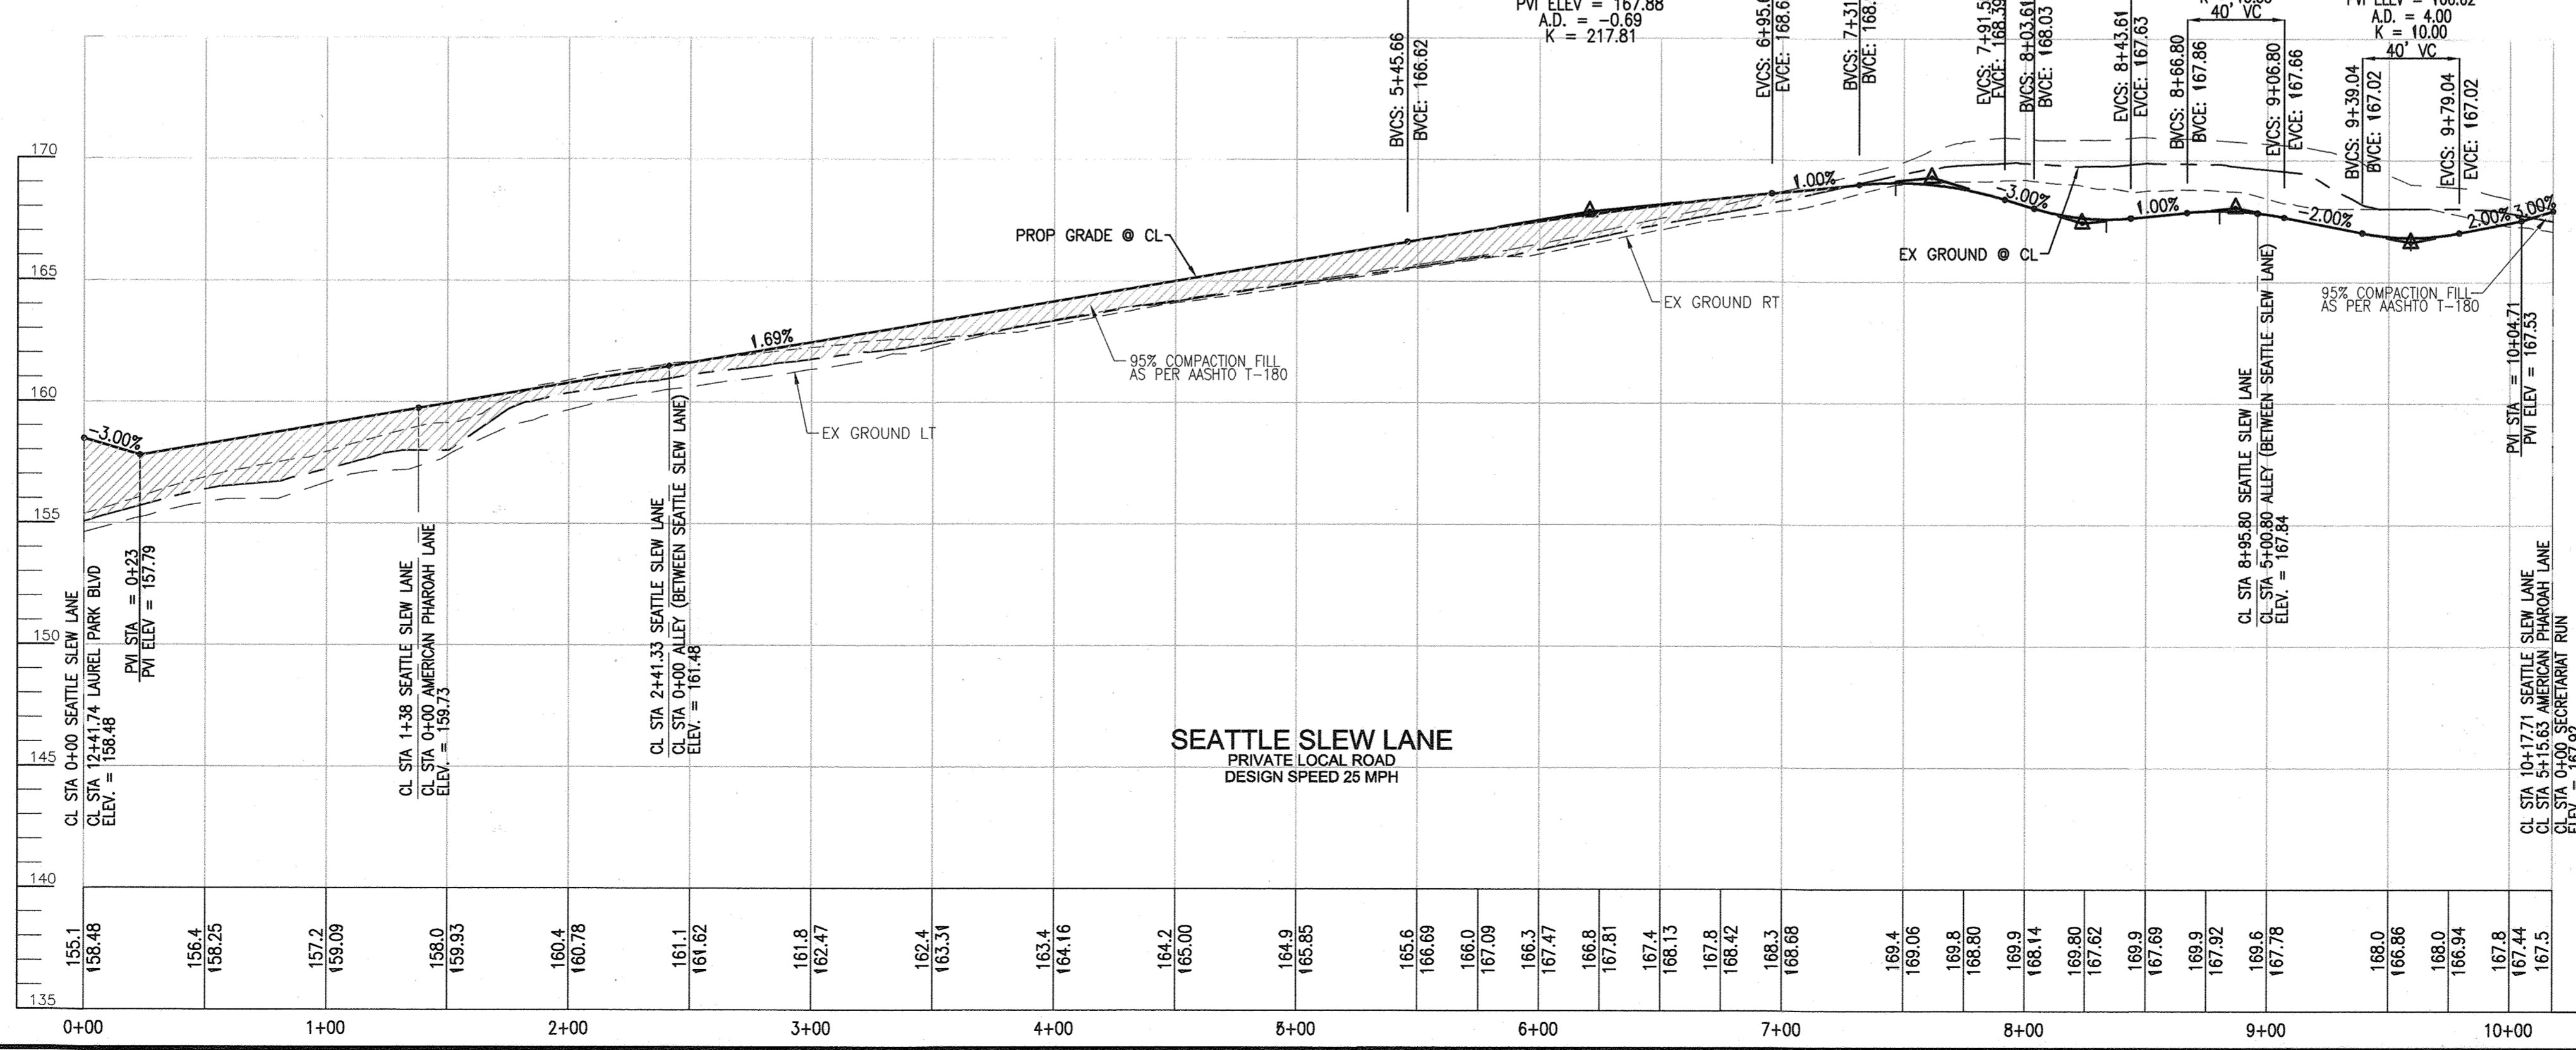 PVI ELEV = 167.88
A.D. = -0.69
K = 217.81
BVCS: 5+45.66
BVCE: 166.62
40' VC
A.D. = 4.00
K = 10.00
40' VC
BVCS: 8+03.61
BVCE: 168.03
EVCS: 8+43.61
EVCE: 167.63
BVCS: 8+66.80
BVCE: 167.86
EVCS: 9+06.80
EVCE: 167.66
BVCS: 9+39.04
BVCE: 167.02
EVCS: 9+79.04
EVCE: 167.02
170
165
160
155
150
145
140
135
-3.00%
1.69%
1.00%
-3.00%
1.00%
-2.00%
2.00%
3.00%
PROP GRADE @ CL
EX GROUND @ CL
EX GROUND RT
EX GROUND LT
95% COMPACTION FILL
AS PER AASHTO T-180
95% COMPACTION FILL
AS PER AASHTO T-180
CL STA 0+00 SEATTLE SLEW LANE
CL STA 12+41.74 LAUREL PARK BLVD
ELEV. = 158.48
PVI STA = 0+23
PVI ELEV = 157.79
CL STA 1+38 SEATTLE SLEW LANE
CL STA 0+00 AMERICAN PHAROAH LANE
ELEV. = 159.73
CL STA 2+41.33 SEATTLE SLEW LANE
CL STA 0+00 ALLEY (BETWEEN SEATTLE SLEW LANE)
ELEV. = 161.48
CL STA 8+95.80 SEATTLE SLEW LANE
CL STA 5+00.80 ALLEY (BETWEEN SEATTLE SLEW LANE)
ELEV. = 167.84
PVI STA = 10+04.71
PVI ELEV = 167.53
CL STA 10+17.71 SEATTLE SLEW LANE
CL STA 5+15.63 AMERICAN PHAROAH LANE
CL STA 0+00 SECRETARIAT RUN
SEATTLE SLEW LANE
PRIVATE LOCAL ROAD
DESIGN SPEED 25 MPH
155.1
158.48
156.4
158.25
157.2
159.09
158.0
159.93
160.4
160.78
161.1
161.62
161.8
162.47
162.4
163.31
163.4
164.16
164.2
165.00
164.9
165.85
165.6
166.69
166.0
167.09
166.3
167.47
166.8
167.81
167.4
168.13
167.8
168.42
168.3
168.68
169.4
169.06
169.8
168.80
169.9
168.14
169.80
167.62
169.9
167.69
169.9
167.92
169.6
167.78
168.0
166.86
168.0
166.94
167.8
167.44
167.5
0+00 1+00 2+00 3+00 4+00 5+00 6+00 7+00 8+00 9+00 10+00